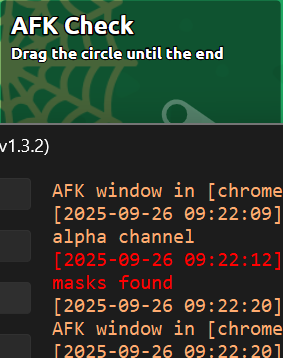 AFK Check
Drag the circle until the end
v1.3.2)
AFK window in [chrome
[2025-09-26 09:22:09]
alpha channel
[2025-09-26 09:22:12]
masks found
[2025-09-26 09:22:20]
AFK window in [chrome
[2025-09-26 09:22:20]